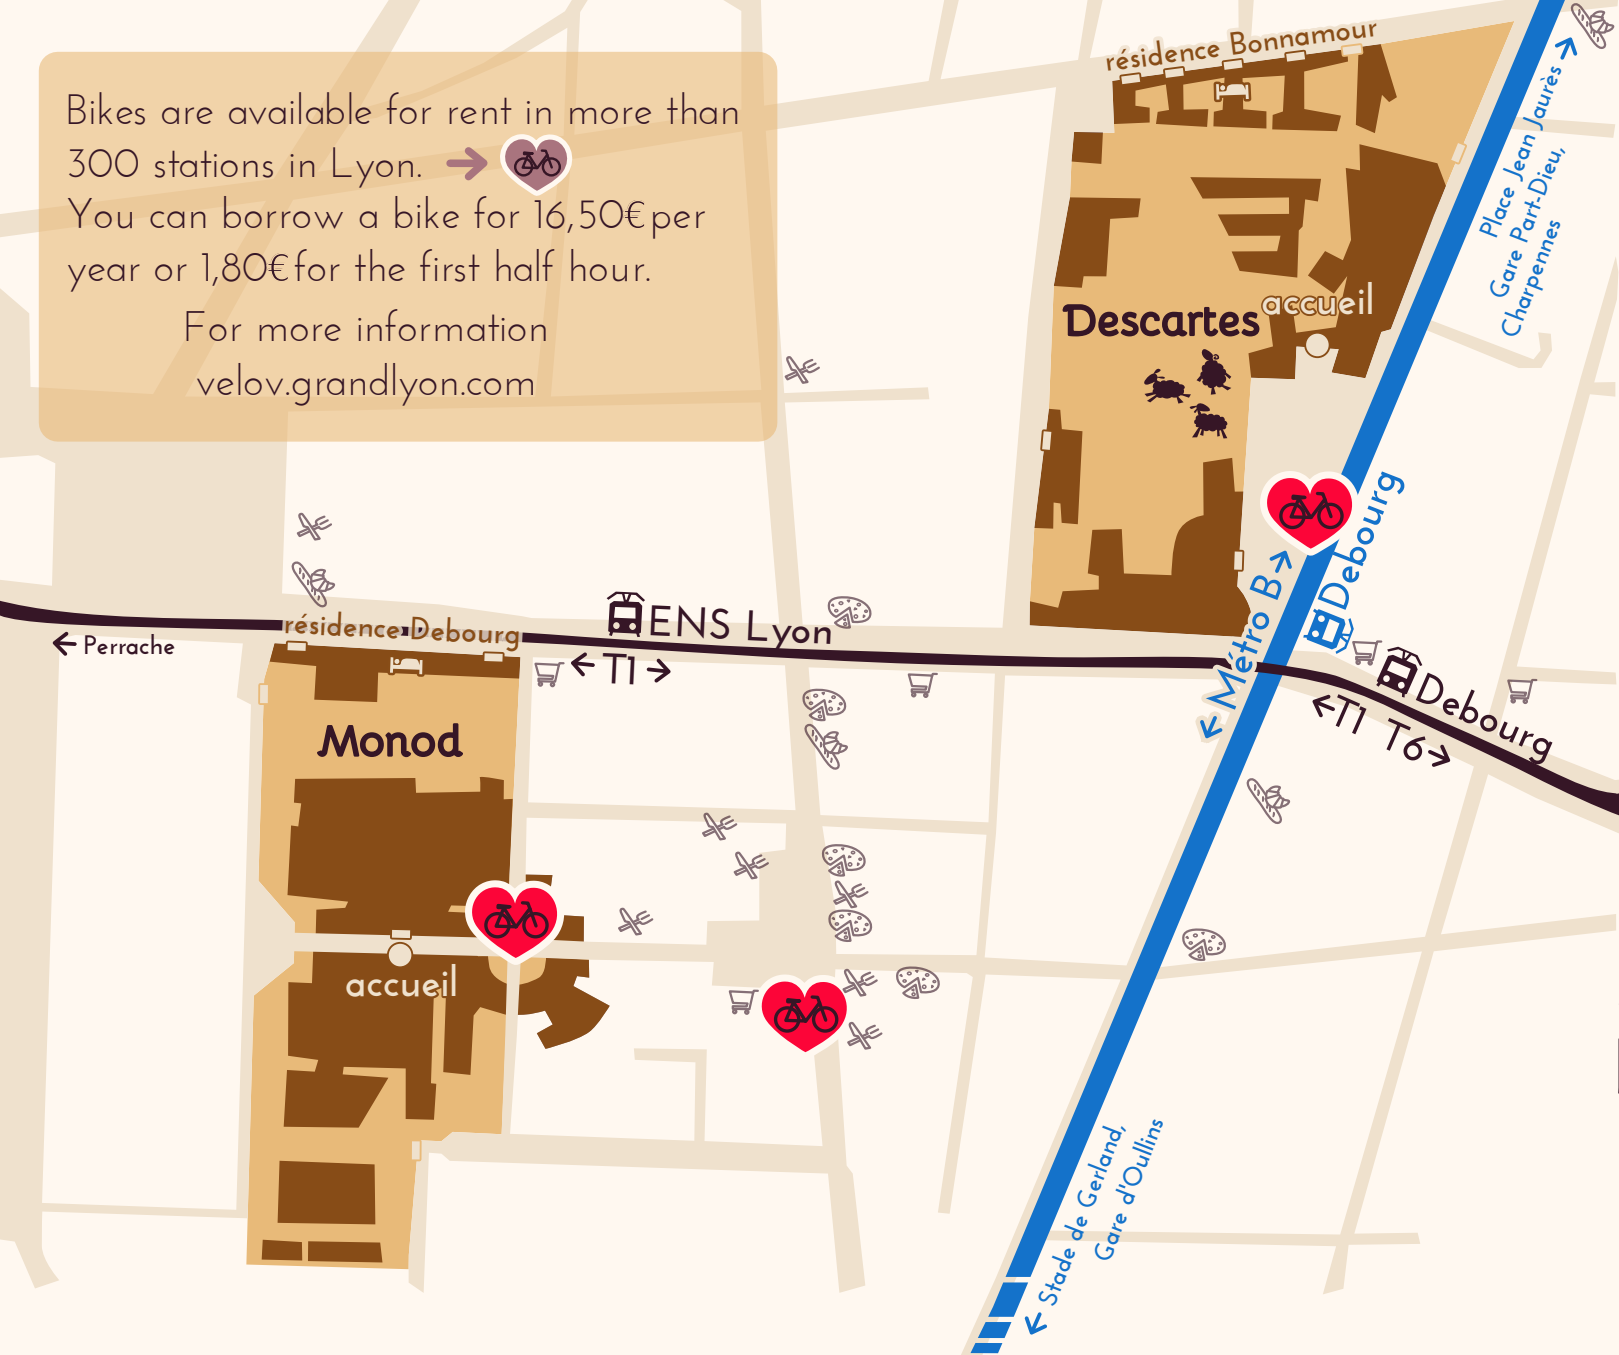 Bikes are available for rent in more than
300 stations in Lyon.
You can borrow a bike for 16,50€ per
year or 1,80€ for the first half hour.
For more information
velov.grandlyon.com
résidence Bonnamour
Place Jean Jaurès
Gare Part-Dieu,
Charpennes
accueil
Descartes
Debourg
Métro B
résidence Debourg
ENS Lyon
Perrache
T1
Debourg
T1 T6
Monod
accueil
Stade de Gerland,
Gare d'Oullins